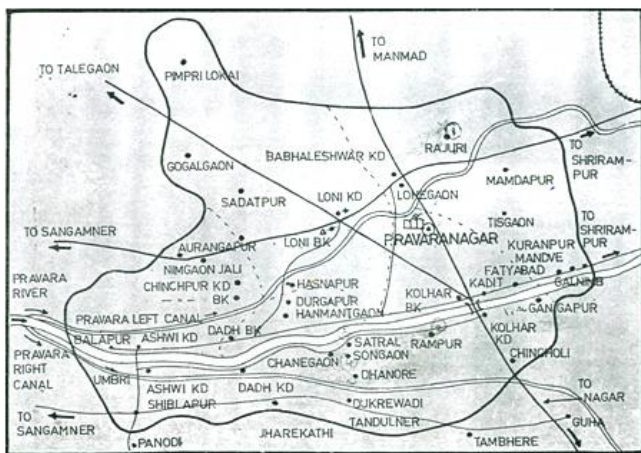 TO
MANMAD
TO TALEGAON
PIMPRI LOKAI
RAJURI
TO
SHRIRAM-
PUR
GOGALGAON
BABHALESHWAR KD
LONI KD
LONEGAON
MAMDAPUR
SADATPUR
TISGAON
TO
SHRIRAM-
PUR
TO SANGAMNER
AURANGAPUR
LONI BK
PRAVARANAGAR
KURANPUR
MANDVE
NIMGAON JALI
FATYABAD
PRAVARA
RIVER
CHINCHPUR KD
BK
HASNAPUR
DURGAPUR
HANMANTGAON
KOLHAR
BK
KADIT
GALNIMB
GANGAPUR
PRAVARA LEFT CANAL
BALAPUR
ASHWI KD
DADH BK
SATRAL
SONGAON
RAMPUR
KOLHAR
KD
PRAVARA
RIGHT
CANAL
CHANEGAON
CHINCHOLI
UMBRI
ASHWI KD
DADH KD
DHANORE
TO
NAGAR
TO
SANGAMNER
SHIBLAPUR
DUKREWADI
TANDULNER
GUHA
PANODI
JHAREKATHI
TAMBHERE